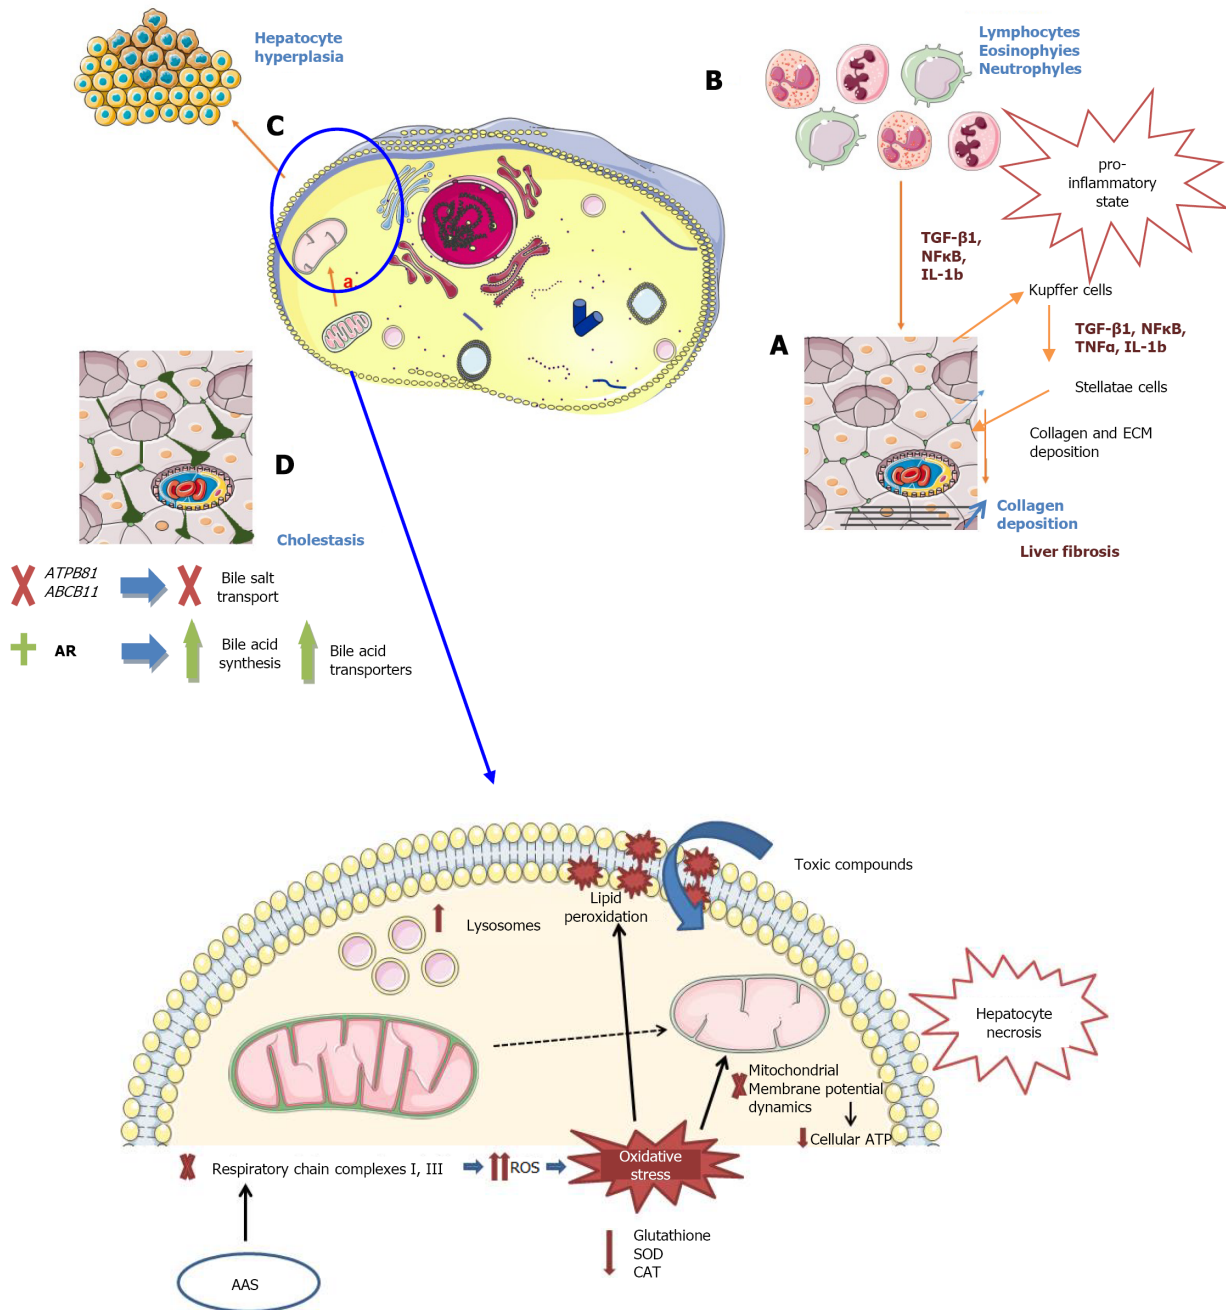 Hepatocyte
hyperplasia
C
a
B
Lymphocytes
Eosinophyies
Neutrophyles
pro-
inflammatory
state
TGF-β1,
NFκB,
IL-1b
Kupffer cells
TGF-β1, NFκB,
TNFα, IL-1b
A
Stellatae cells
Collagen and ECM
deposition
Collagen
deposition
Liver fibrosis
D
Cholestasis
ATPB81
ABCB11
Bile salt
transport
AR
Bile acid
synthesis
Bile acid
transporters
Toxic compounds
Lipid
peroxidation
Lysosomes
Hepatocyte
necrosis
Mitochondrial
Membrane potential
dynamics
Cellular ATP
Respiratory chain complexes I, III
ROS
Oxidative
stress
Glutathione
SOD
CAT
AAS